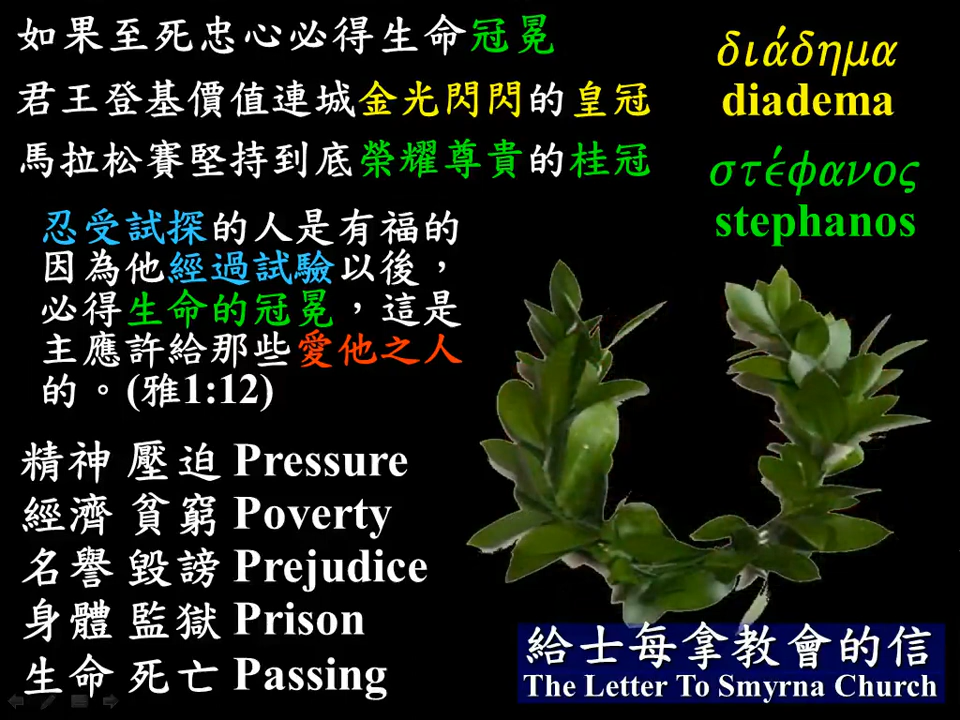 如果至死忠心必得生命冠冕
君王登基價值連城金光閃閃的皇冠
馬拉松賽堅持到底榮耀尊貴的桂冠
διάδημα
diadema
στέφανος
stephanos
忍受試探的人是有福的
因為他經過試驗以後，
必得生命的冠冕，這是
主應許給那些愛他之人
的。(雅1:12)
精神 壓迫 Pressure
經濟 貧窮 Poverty
名譽 毀謗 Prejudice
身體 監獄 Prison
生命 死亡 Passing
給士每拿教會的信
The Letter To Smyrna Church